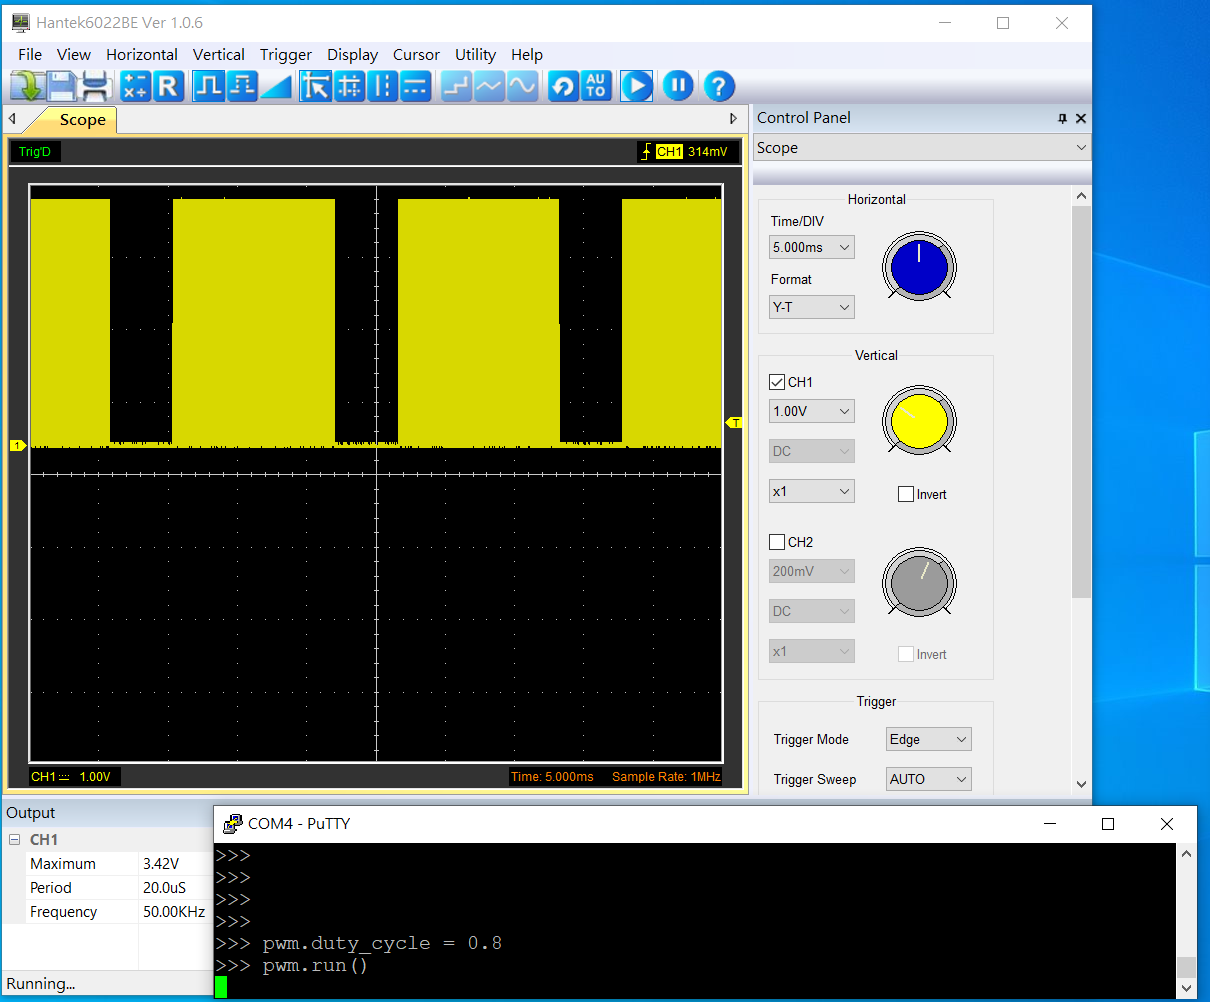 Hantek6022BE Ver 1.0.6
File View Horizontal Vertical Trigger Display Cursor Utility Help
R AU TO ?
Scope
Trig'D
CH1 314mV
1
T
CH1 1.00V
Time: 5.000ms Sample Rate: 1MHz
Control Panel
Scope
Horizontal
Time/DIV
5.000ms
Format
Y-T
Vertical
CH1
1.00V
DC
x1
Invert
CH2
200mV
DC
x1
Invert
Trigger
Trigger Mode Edge
Trigger Sweep AUTO
Output
CH1
Maximum 3.42V
Period 20.0uS
Frequency 50.00KHz
Running...
COM4 - PuTTY
>>>
>>>
>>>
>>>
>>> pwm.duty_cycle = 0.8
>>> pwm.run()